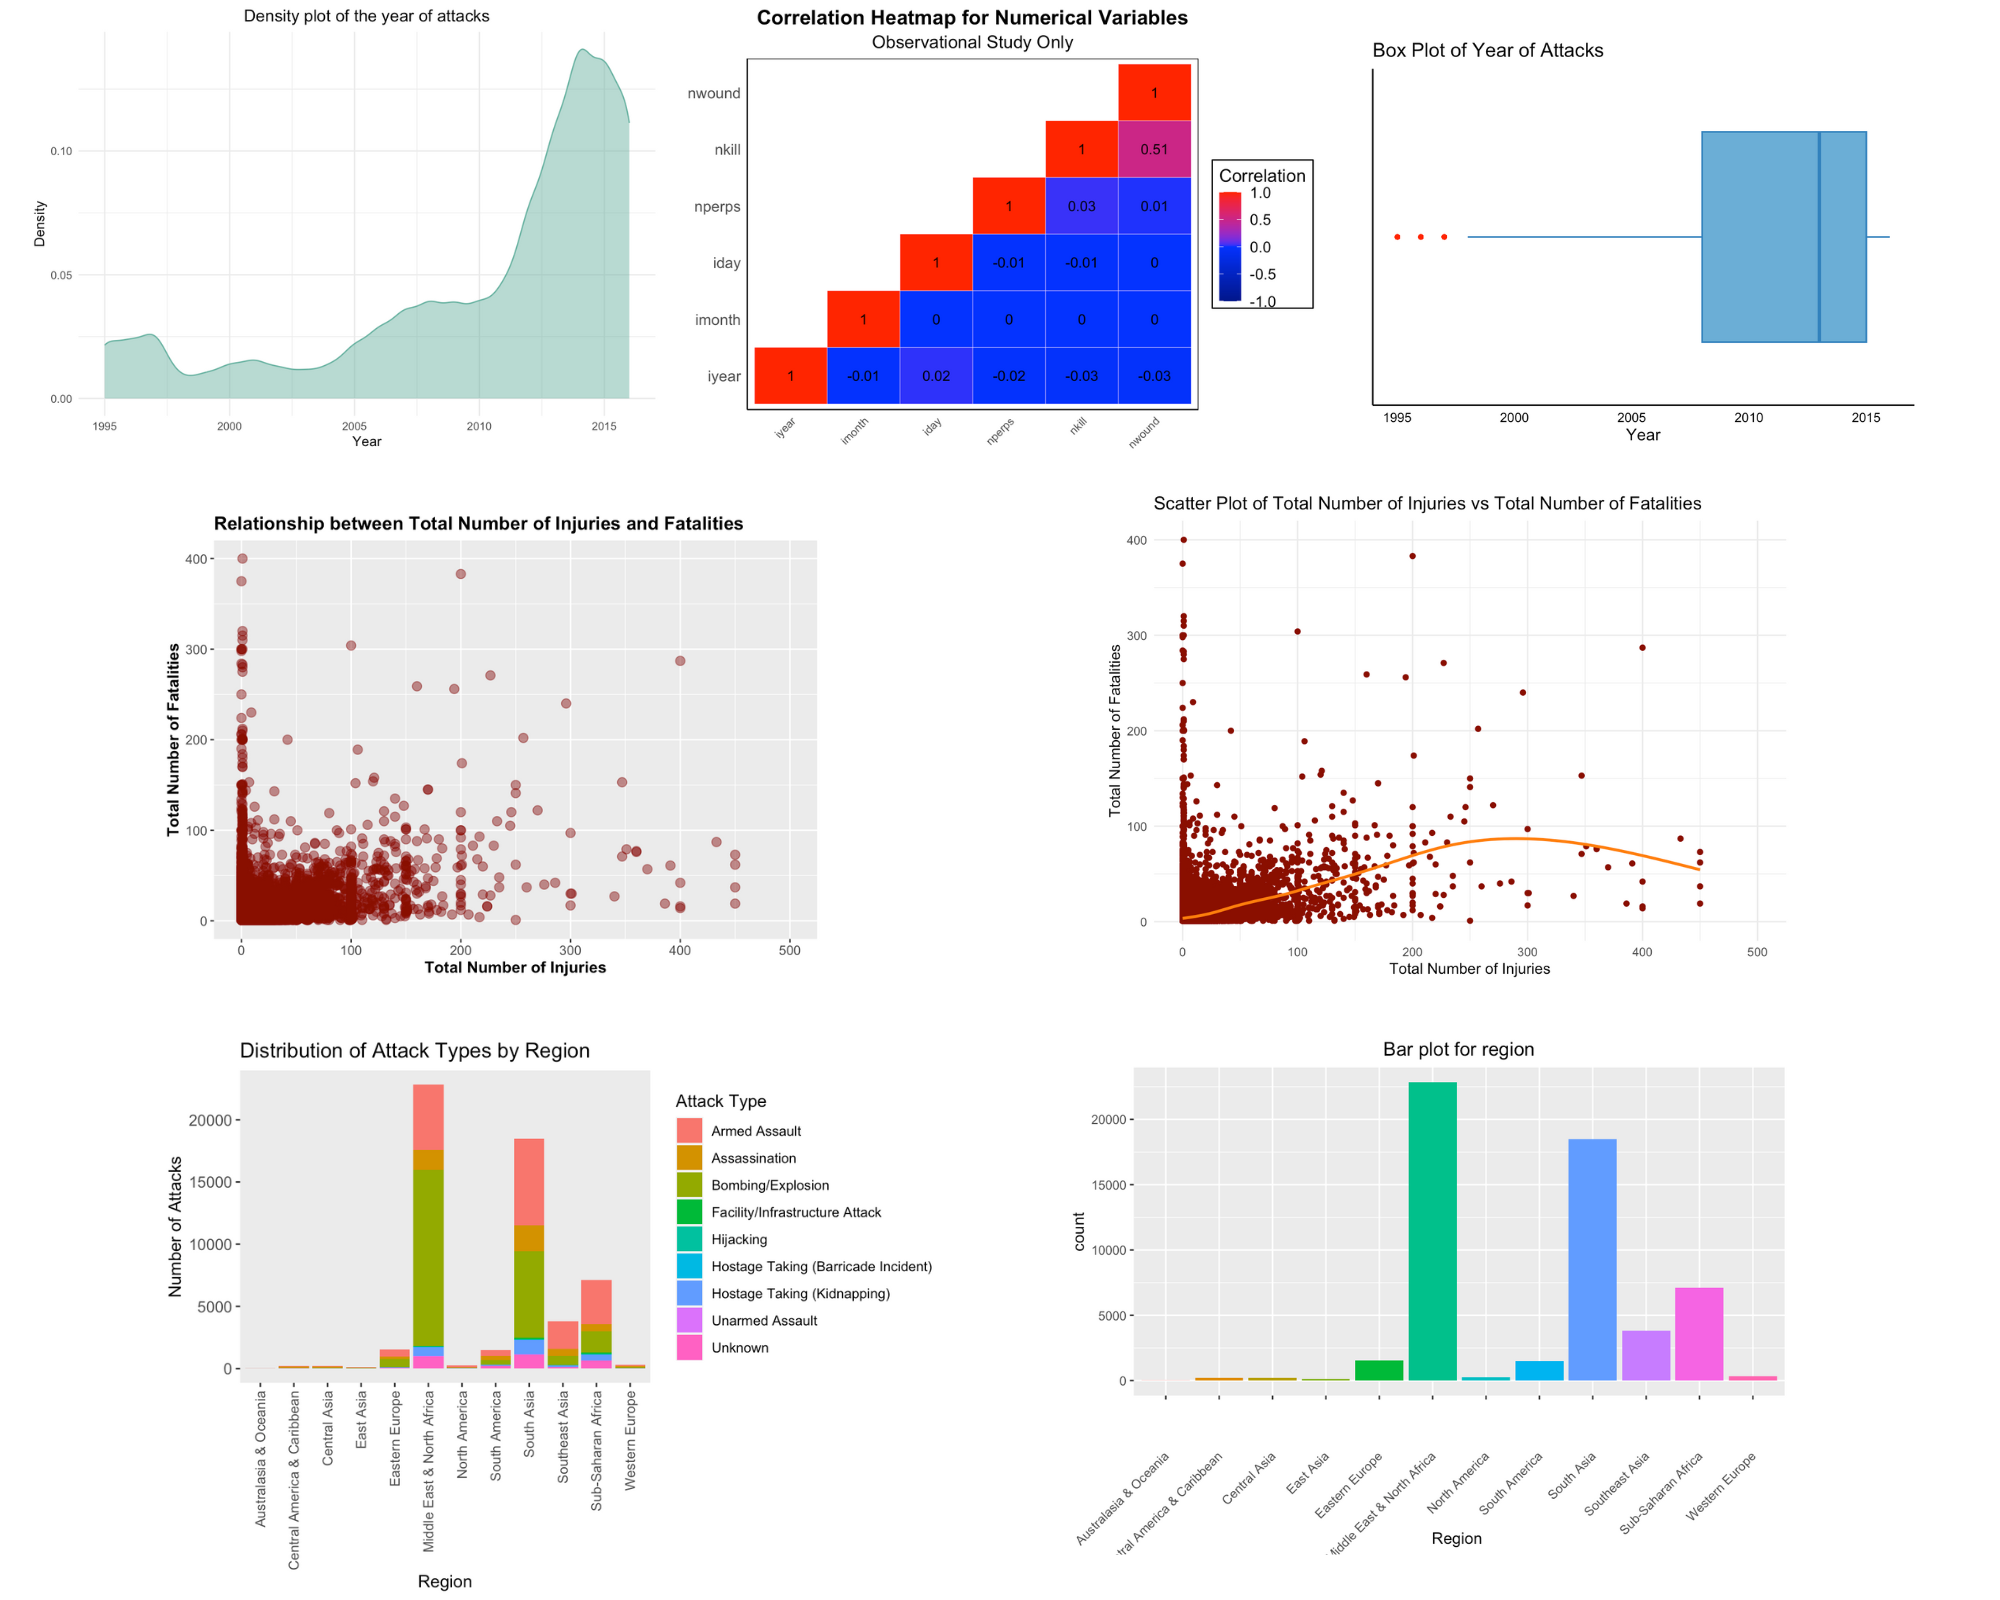 Density plot of the year of attacks
Density
0.10
0.05
0.00
1995
2000
2005
2010
2015
Year
Correlation Heatmap for Numerical Variables
Observational Study Only
nwound
1
nkill
1
0.51
nperps
1
0.03
0.01
iday
1
-0.01
-0.01
0
imonth
1
0
0
0
0
iyear
1
-0.01
0.02
-0.02
-0.03
-0.03
iyear
imonth
iday
nperps
nkill
nwound
Correlation
1.0
0.5
0.0
-0.5
-1.0
Box Plot of Year of Attacks
1995
2000
2005
2010
2015
Year
Relationship between Total Number of Injuries and Fatalities
Total Number of Fatalities
400
300
200
100
0
0
100
200
300
400
500
Total Number of Injuries
Scatter Plot of Total Number of Injuries vs Total Number of Fatalities
Total Number of Fatalities
400
300
200
100
0
0
100
200
300
400
500
Total Number of Injuries
Distribution of Attack Types by Region
Number of Attacks
20000
15000
10000
5000
0
Australasia & Oceania
Central America & Caribbean
Central Asia
East Asia
Eastern Europe
Middle East & North Africa
North America
South America
South Asia
Southeast Asia
Sub-Saharan Africa
Western Europe
Region
Attack Type
Armed Assault
Assassination
Bombing/Explosion
Facility/Infrastructure Attack
Hijacking
Hostage Taking (Barricade Incident)
Hostage Taking (Kidnapping)
Unarmed Assault
Unknown
Bar plot for region
count
20000
15000
10000
5000
0
Australasia & Oceania
tral America & Caribbean
Central Asia
East Asia
Eastern Europe
Middle East & North Africa
North America
South America
South Asia
Southeast Asia
Sub-Saharan Africa
Western Europe
Region